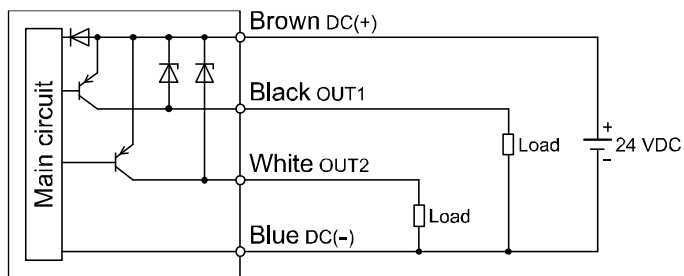 Main circuit
Brown DC(+)
Black OUT1
White OUT2
Blue DC(−)
Load
Load
+
24 VDC
−